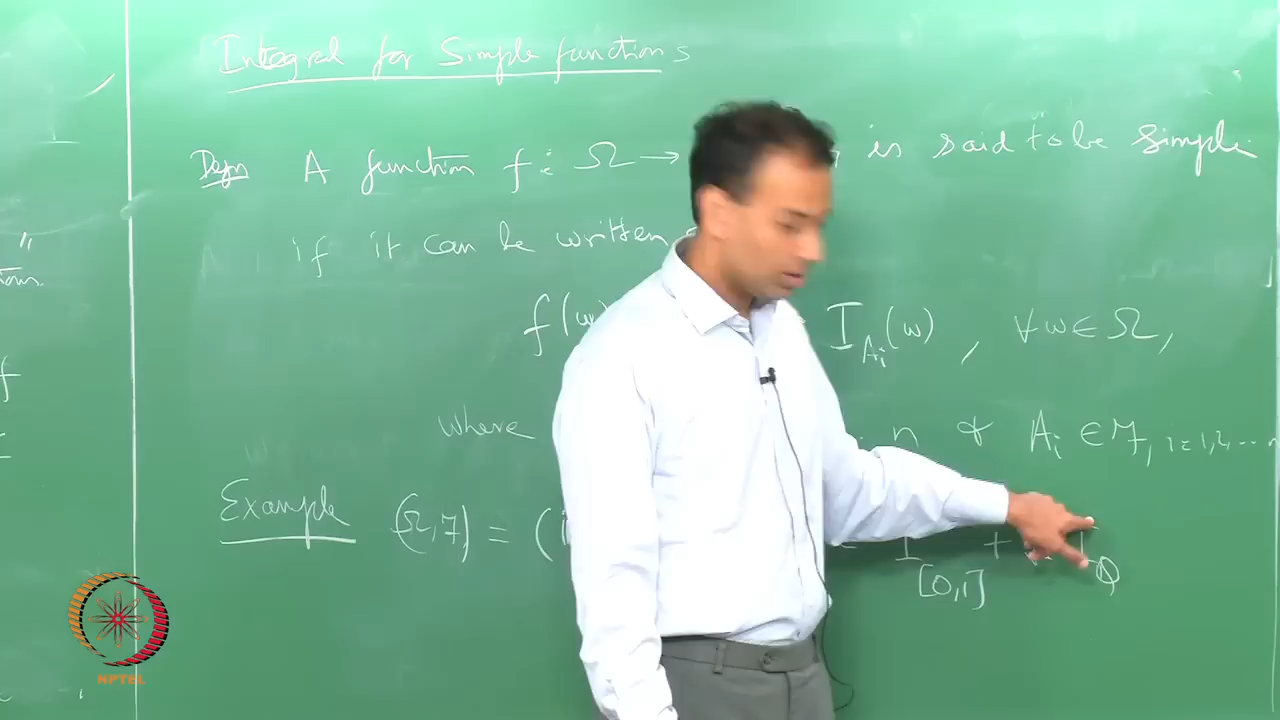 Integral for Simple functions
Defn A function f : Ω → is said to be simple
if it can be written
f(ω) I_{A_i}(ω), ∀ω ∈ Ω,
where n & A_i ∈ ℱ, i=1,2,...n
Example (Ω, ℱ) = ( I_{[0,1]} + I_ℚ
NPTEL